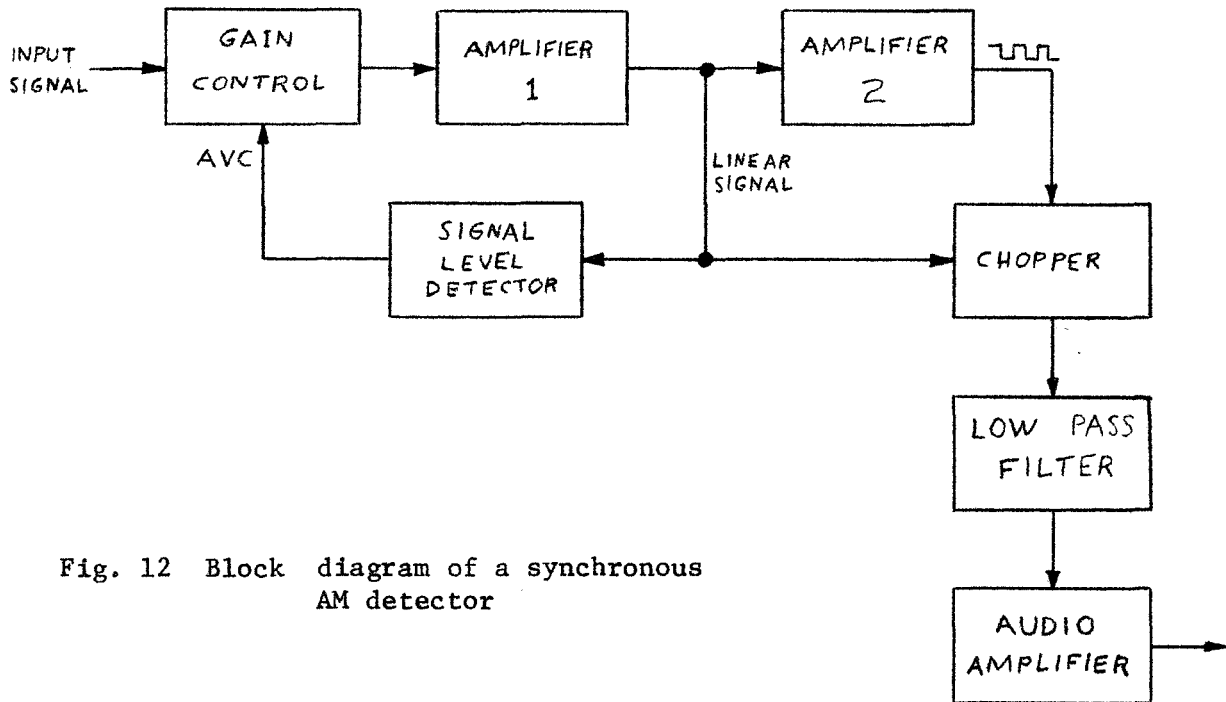 INPUT
SIGNAL
GAIN
CONTROL
AMPLIFIER
1
AMPLIFIER
2
AVC
LINEAR
SIGNAL
SIGNAL
LEVEL
DETECTOR
CHOPPER
LOW PASS
FILTER
Fig. 12 Block diagram of a synchronous
AM detector
AUDIO
AMPLIFIER